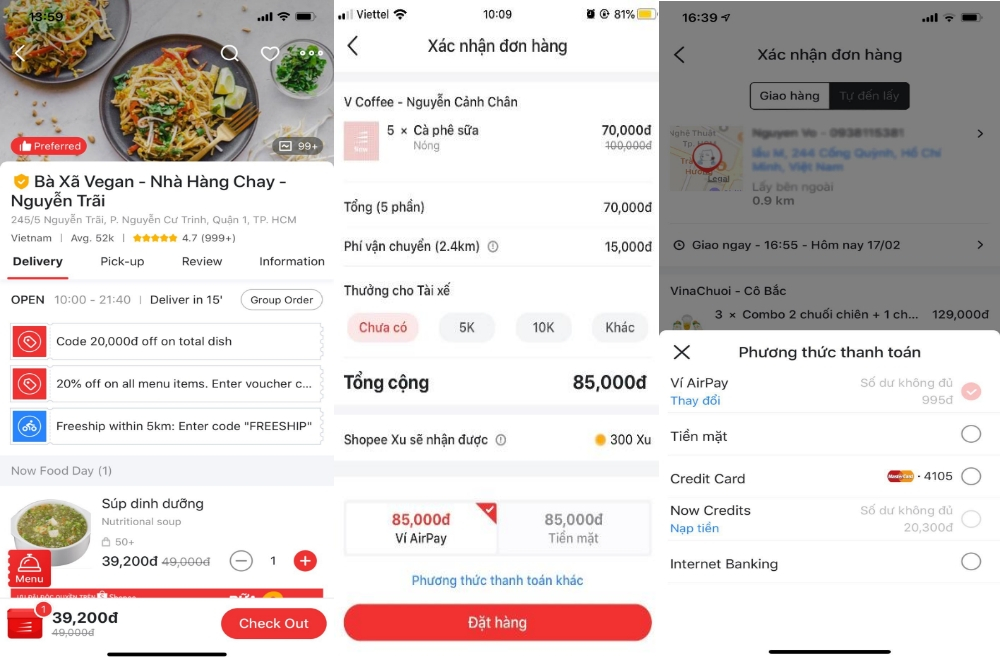 13:59
Preferred
99+
Bà Xã Vegan - Nhà Hàng Chay -
Nguyễn Trãi
245/5 Nguyễn Trãi, P. Nguyễn Cư Trinh, Quận 1, TP. HCM
Vietnam | Avg. 52k | 4.7 (999+)
Delivery Pick-up Review Information
OPEN 10:00 - 21:40 | Deliver in 15' Group Order
Code 20,000đ off on total dish
20% off on all menu items. Enter voucher c...
Freeship within 5km: Enter code "FREESHIP"
Now Food Day (1)
Súp dinh dưỡng
Nutritional soup
50+
39,200đ 49,000đ 1
Menu
1
39,200đ
49,000đ
Check Out
Viettel 10:09 81%
Xác nhận đơn hàng
V Coffee - Nguyễn Cảnh Chân
5 × Cà phê sữa 70,000đ
Nóng 100,000đ
Tổng (5 phần) 70,000đ
Phí vận chuyển (2.4km) 15,000đ
Thưởng cho Tài xế
Chưa có 5K 10K Khác
Tổng cộng 85,000đ
Shopee Xu sẽ nhận được 300 Xu
85,000đ 85,000đ
Ví AirPay Tiền mặt
Phương thức thanh toán khác
Đặt hàng
16:39
Xác nhận đơn hàng
Giao hàng Tự đến lấy
Nguyen Vo - 0938115381
lầu M, 244 Cống Quỳnh, Hồ Chí
Minh, Việt Nam
Lấy bên ngoài
0.9 km
Giao ngay - 16:55 - Hôm nay 17/02
VinaChuoi - Cô Bắc
3 × Combo 2 chuối chiên + 1 ch... 129,000đ
Phương thức thanh toán
Ví AirPay Số dư không đủ
Thay đổi 995đ
Tiền mặt
Credit Card MasterCard · 4105
Now Credits Số dư không đủ
Nạp tiền 20,300đ
Internet Banking